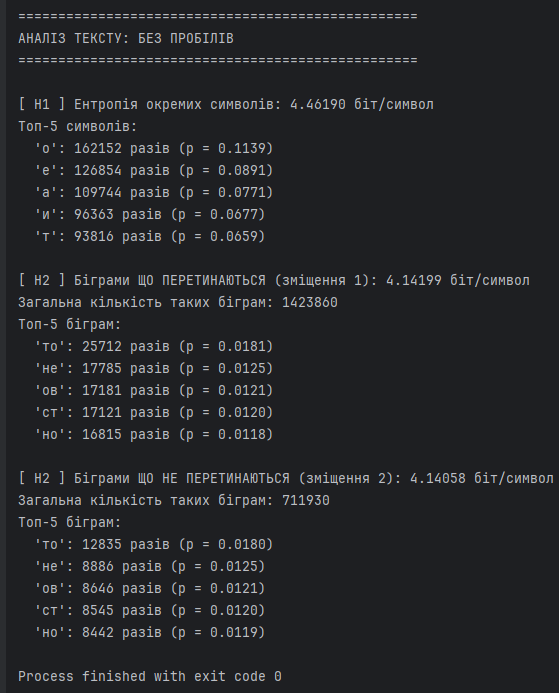 ==================================================
АНАЛІЗ ТЕКСТУ: БЕЗ ПРОБІЛІВ
==================================================
[ H1 ] Ентропія окремих символів: 4.46190 біт/символ
Топ-5 символів:
'о': 162152 разів (p = 0.1139)
'е': 126854 разів (p = 0.0891)
'а': 109744 разів (p = 0.0771)
'и': 96363 разів (p = 0.0677)
'т': 93816 разів (p = 0.0659)
[ H2 ] Біграми ЩО ПЕРЕТИНАЮТЬСЯ (зміщення 1): 4.14199 біт/символ
Загальна кількість таких біграм: 1423860
Топ-5 біграм:
'то': 25712 разів (p = 0.0181)
'не': 17785 разів (p = 0.0125)
'ов': 17181 разів (p = 0.0121)
'ст': 17121 разів (p = 0.0120)
'но': 16815 разів (p = 0.0118)
[ H2 ] Біграми ЩО НЕ ПЕРЕТИНАЮТЬСЯ (зміщення 2): 4.14058 біт/символ
Загальна кількість таких біграм: 711930
Топ-5 біграм:
'то': 12835 разів (p = 0.0180)
'не': 8886 разів (p = 0.0125)
'ов': 8646 разів (p = 0.0121)
'ст': 8545 разів (p = 0.0120)
'но': 8442 разів (p = 0.0119)
Process finished with exit code 0